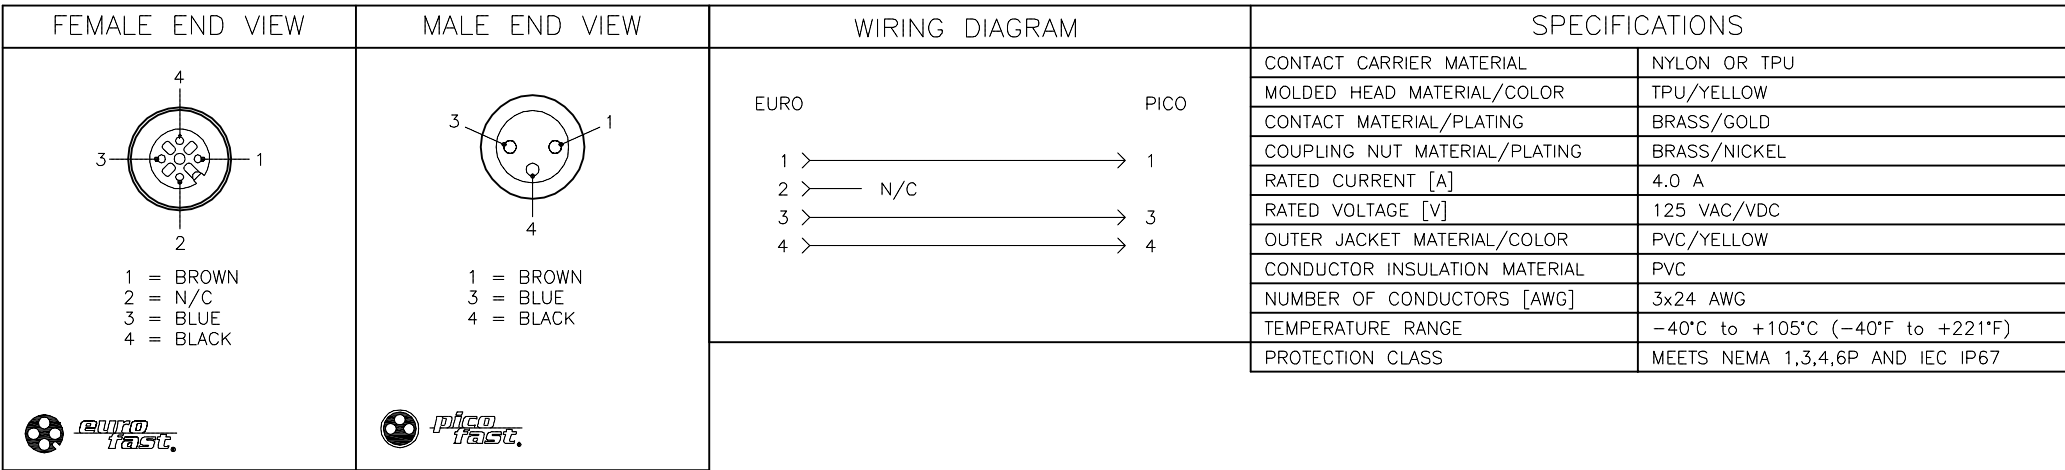 FEMALE END VIEW
4
3
1
2
1 = BROWN
2 = N/C
3 = BLUE
4 = BLACK
euro
fast.
MALE END VIEW
3
1
4
1 = BROWN
3 = BLUE
4 = BLACK
pico
fast.
WIRING DIAGRAM
EURO PICO
1 1
2 N/C
3 3
4 4
SPECIFICATIONS
CONTACT CARRIER MATERIAL NYLON OR TPU
MOLDED HEAD MATERIAL/COLOR TPU/YELLOW
CONTACT MATERIAL/PLATING BRASS/GOLD
COUPLING NUT MATERIAL/PLATING BRASS/NICKEL
RATED CURRENT [A] 4.0 A
RATED VOLTAGE [V] 125 VAC/VDC
OUTER JACKET MATERIAL/COLOR PVC/YELLOW
CONDUCTOR INSULATION MATERIAL PVC
NUMBER OF CONDUCTORS [AWG] 3x24 AWG
TEMPERATURE RANGE -40°C to +105°C (-40°F to +221°F)
PROTECTION CLASS MEETS NEMA 1,3,4,6P AND IEC IP67